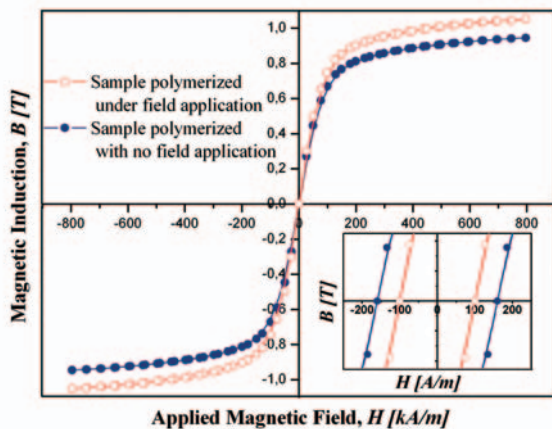 1,0
0,8
0,6
0,4
0,2
0,0
-0,2
-0,4
-0,6
-0,8
-1,0
-800 -600 -400 -200 0 200 400 600 800
Magnetic Induction, B [T]
Sample polymerized
under field application
Sample polymerized
with no field application
B [T]
-200 -100 0 100 200
H [A/m]
Applied Magnetic Field, H [kA/m]